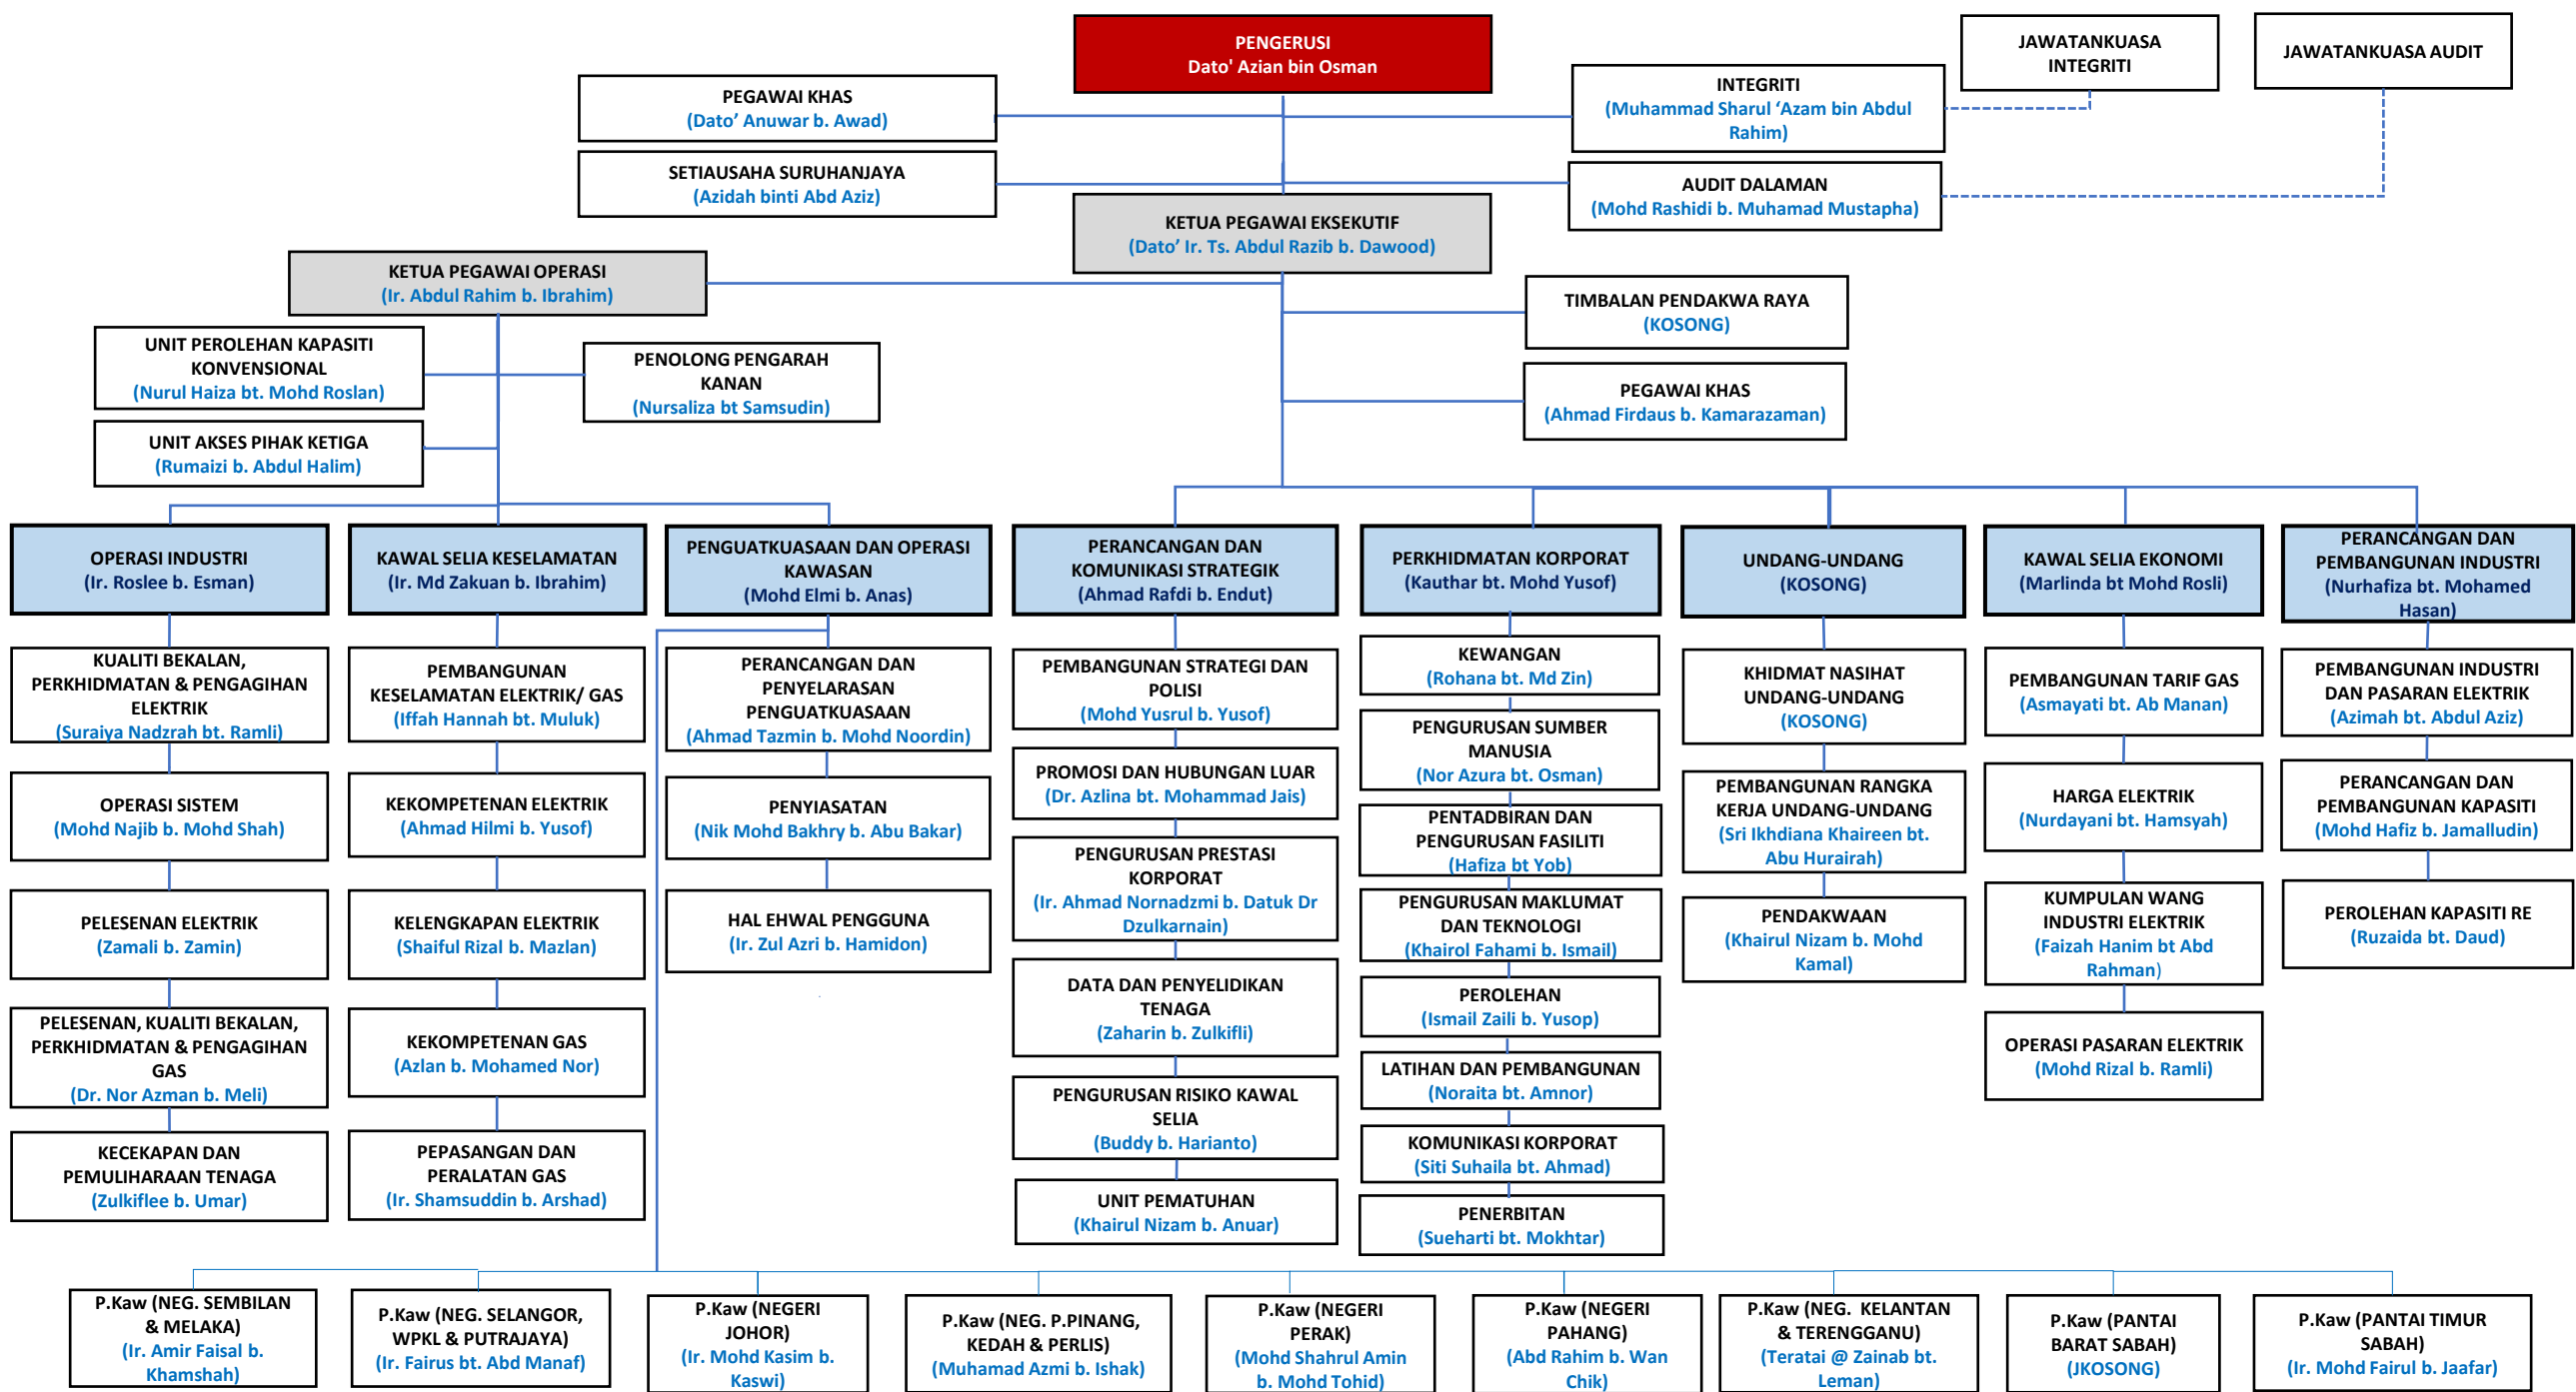 PENGERUSI
Dato' Azian bin Osman
JAWATANKUASA
INTEGRITI
JAWATANKUASA AUDIT
PEGAWAI KHAS
(Dato’ Anuwar b. Awad)
INTEGRITI
(Muhammad Sharul ‘Azam bin Abdul
Rahim)
SETIAUSAHA SURUHANJAYA
(Azidah binti Abd Aziz)
AUDIT DALAMAN
(Mohd Rashidi b. Muhamad Mustapha)
KETUA PEGAWAI EKSEKUTIF
(Dato’ Ir. Ts. Abdul Razib b. Dawood)
KETUA PEGAWAI OPERASI
(Ir. Abdul Rahim b. Ibrahim)
TIMBALAN PENDAKWA RAYA
(KOSONG)
UNIT PEROLEHAN KAPASITI
KONVENSIONAL
(Nurul Haiza bt. Mohd Roslan)
PENOLONG PENGARAH
KANAN
(Nursaliza bt Samsudin)
PEGAWAI KHAS
(Ahmad Firdaus b. Kamarazaman)
UNIT AKSES PIHAK KETIGA
(Rumaizi b. Abdul Halim)
OPERASI INDUSTRI
(Ir. Roslee b. Esman)
KAWAL SELIA KESELAMATAN
(Ir. Md Zakuan b. Ibrahim)
PENGUATKUASAAN DAN OPERASI
KAWASAN
(Mohd Elmi b. Anas)
PERANCANGAN DAN
KOMUNIKASI STRATEGIK
(Ahmad Rafdi b. Endut)
PERKHIDMATAN KORPORAT
(Kauthar bt. Mohd Yusof)
UNDANG-UNDANG
(KOSONG)
KAWAL SELIA EKONOMI
(Marlinda bt Mohd Rosli)
PERANCANGAN DAN
PEMBANGUNAN INDUSTRI
(Nurhafiza bt. Mohamed
Hasan)
KUALITI BEKALAN,
PERKHIDMATAN & PENGAGIHAN
ELEKTRIK
(Suraiya Nadzrah bt. Ramli)
OPERASI SISTEM
(Mohd Najib b. Mohd Shah)
PELESENAN ELEKTRIK
(Zamali b. Zamin)
PELESENAN, KUALITI BEKALAN,
PERKHIDMATAN & PENGAGIHAN
GAS
(Dr. Nor Azman b. Meli)
KECEKAPAN DAN
PEMULIHARAAN TENAGA
(Zulkiflee b. Umar)
PEMBANGUNAN
KESELAMATAN ELEKTRIK/ GAS
(Iffah Hannah bt. Muluk)
KEKOMPETENAN ELEKTRIK
(Ahmad Hilmi b. Yusof)
KELENGKAPAN ELEKTRIK
(Shaiful Rizal b. Mazlan)
KEKOMPETENAN GAS
(Azlan b. Mohamed Nor)
PEPASANGAN DAN
PERALATAN GAS
(Ir. Shamsuddin b. Arshad)
PERANCANGAN DAN
PENYELARASAN
PENGUATKUASAAN
(Ahmad Tazmin b. Mohd Noordin)
PENYIASATAN
(Nik Mohd Bakhry b. Abu Bakar)
HAL EHWAL PENGGUNA
(Ir. Zul Azri b. Hamidon)
PEMBANGUNAN STRATEGI DAN
POLISI
(Mohd Yusrul b. Yusof)
PROMOSI DAN HUBUNGAN LUAR
(Dr. Azlina bt. Mohammad Jais)
PENGURUSAN PRESTASI
KORPORAT
(Ir. Ahmad Nornadzmi b. Datuk Dr
Dzulkarnain)
DATA DAN PENYELIDIKAN
TENAGA
(Zaharin b. Zulkifli)
PENGURUSAN RISIKO KAWAL
SELIA
(Buddy b. Harianto)
UNIT PEMATUHAN
(Khairul Nizam b. Anuar)
KEWANGAN
(Rohana bt. Md Zin)
PENGURUSAN SUMBER
MANUSIA
(Nor Azura bt. Osman)
PENTADBIRAN DAN
PENGURUSAN FASILITI
(Hafiza bt Yob)
PENGURUSAN MAKLUMAT
DAN TEKNOLOGI
(Khairol Fahami b. Ismail)
PEROLEHAN
(Ismail Zaili b. Yusop)
LATIHAN DAN PEMBANGUNAN
(Noraita bt. Amnor)
KOMUNIKASI KORPORAT
(Siti Suhaila bt. Ahmad)
PENERBITAN
(Sueharti bt. Mokhtar)
KHIDMAT NASIHAT
UNDANG-UNDANG
(KOSONG)
PEMBANGUNAN RANGKA
KERJA UNDANG-UNDANG
(Sri Ikhdiana Khaireen bt.
Abu Hurairah)
PENDAKWAAN
(Khairul Nizam b. Mohd
Kamal)
PEMBANGUNAN TARIF GAS
(Asmayati bt. Ab Manan)
HARGA ELEKTRIK
(Nurdayani bt. Hamsyah)
KUMPULAN WANG
INDUSTRI ELEKTRIK
(Faizah Hanim bt Abd
Rahman)
OPERASI PASARAN ELEKTRIK
(Mohd Rizal b. Ramli)
PEMBANGUNAN INDUSTRI
DAN PASARAN ELEKTRIK
(Azimah bt. Abdul Aziz)
PERANCANGAN DAN
PEMBANGUNAN KAPASITI
(Mohd Hafiz b. Jamalludin)
PEROLEHAN KAPASITI RE
(Ruzaida bt. Daud)
P.Kaw (NEG. SEMBILAN
& MELAKA)
(Ir. Amir Faisal b.
Khamshah)
P.Kaw (NEG. SELANGOR,
WPKL & PUTRAJAYA)
(Ir. Fairus bt. Abd Manaf)
P.Kaw (NEGERI
JOHOR)
(Ir. Mohd Kasim b.
Kaswi)
P.Kaw (NEG. P.PINANG,
KEDAH & PERLIS)
(Muhamad Azmi b. Ishak)
P.Kaw (NEGERI
PERAK)
(Mohd Shahrul Amin
b. Mohd Tohid)
P.Kaw (NEGERI
PAHANG)
(Abd Rahim b. Wan
Chik)
P.Kaw (NEG. KELANTAN
& TERENGGANU)
(Teratai @ Zainab bt.
Leman)
P.Kaw (PANTAI
BARAT SABAH)
(JKOSONG)
P.Kaw (PANTAI TIMUR
SABAH)
(Ir. Mohd Fairul b. Jaafar)